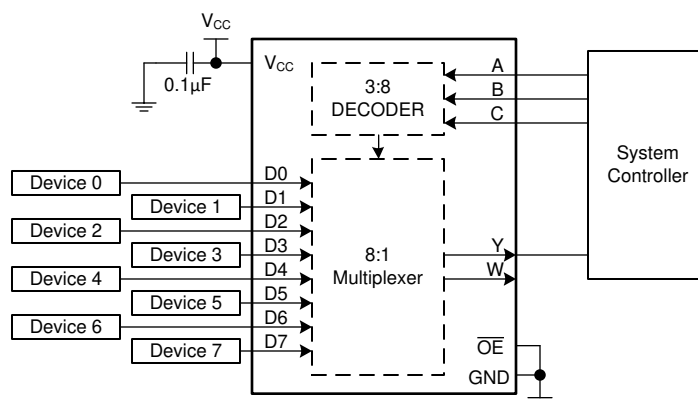 VCC
0.1µF
VCC
3:8
DECODER
A
B
C
System
Controller
Device 0
D0
Device 1
D1
Device 2
D2
Device 3
D3
Device 4
D4
Device 5
D5
Device 6
D6
Device 7
D7
8:1
Multiplexer
Y
W
OE
GND